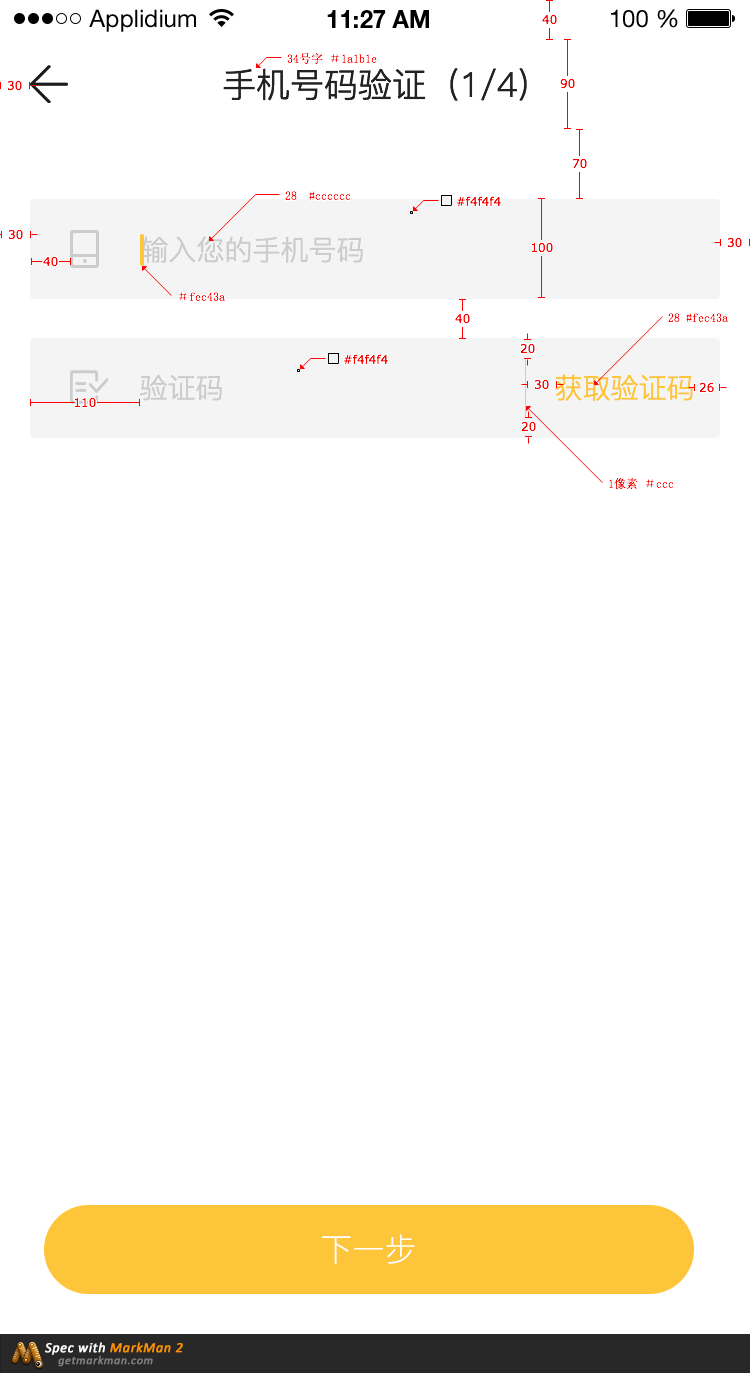 Applidium 11:27 AM 100 %
40
34号字 #1a1b1e
30 手机号码验证（1/4） 90
70
28 #cccccc
#f4f4f4
30 输入您的手机号码 100 30
40
#fec43a
40
28 #fec43a
20
#f4f4f4
验证码 30 获取验证码 26
110
20
1像素 #ccc
下一步
Spec with MarkMan 2
getmarkman.com